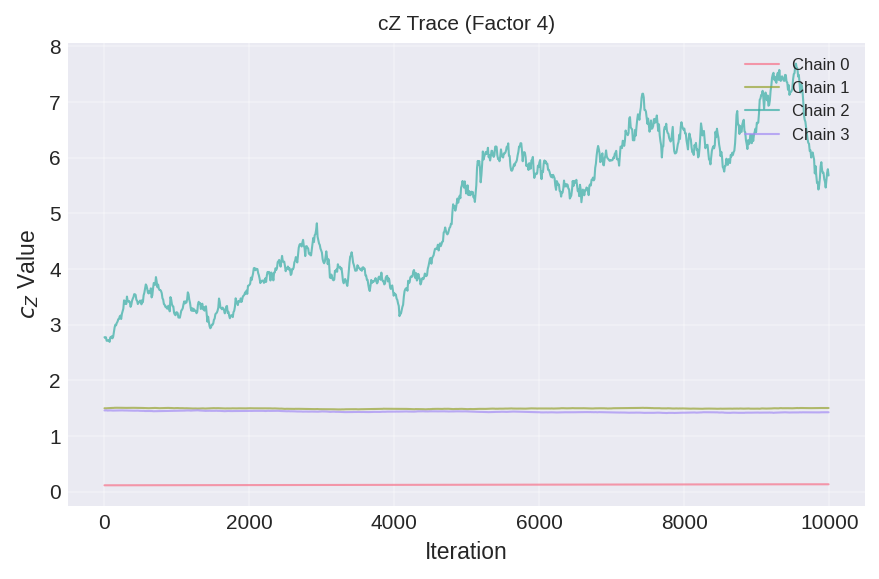 cZ Trace (Factor 4)
8
7
6
5
4
3
2
1
0
cZ Value
Chain 0
Chain 1
Chain 2
Chain 3
0 2000 4000 6000 8000 10000
Iteration